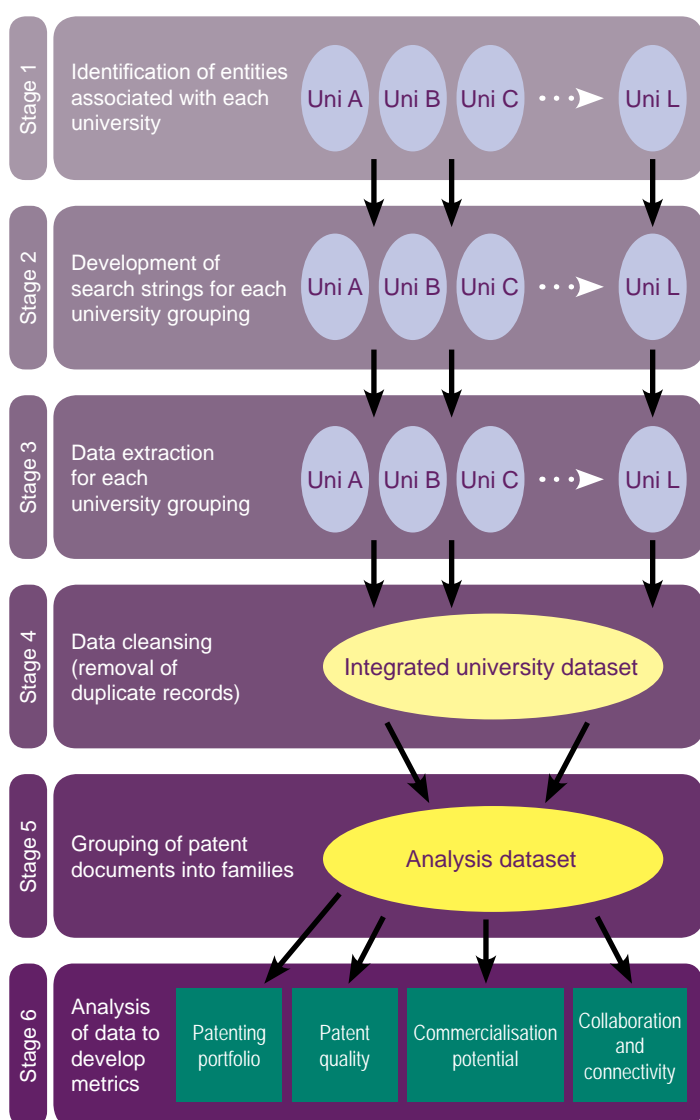 Stage 1
Identification of entities
associated with each
university
Uni A Uni B Uni C Uni L
Stage 2
Development of
search strings for each
university grouping
Uni A Uni B Uni C Uni L
Stage 3
Data extraction
for each
university grouping
Uni A Uni B Uni C Uni L
Stage 4
Data cleansing
(removal of
duplicate records)
Integrated university dataset
Stage 5
Grouping of patent
documents into families
Analysis dataset
Stage 6
Analysis
of data to
develop
metrics
Patenting
portfolio
Patent
quality
Commercialisation
potential
Collaboration
and
connectivity